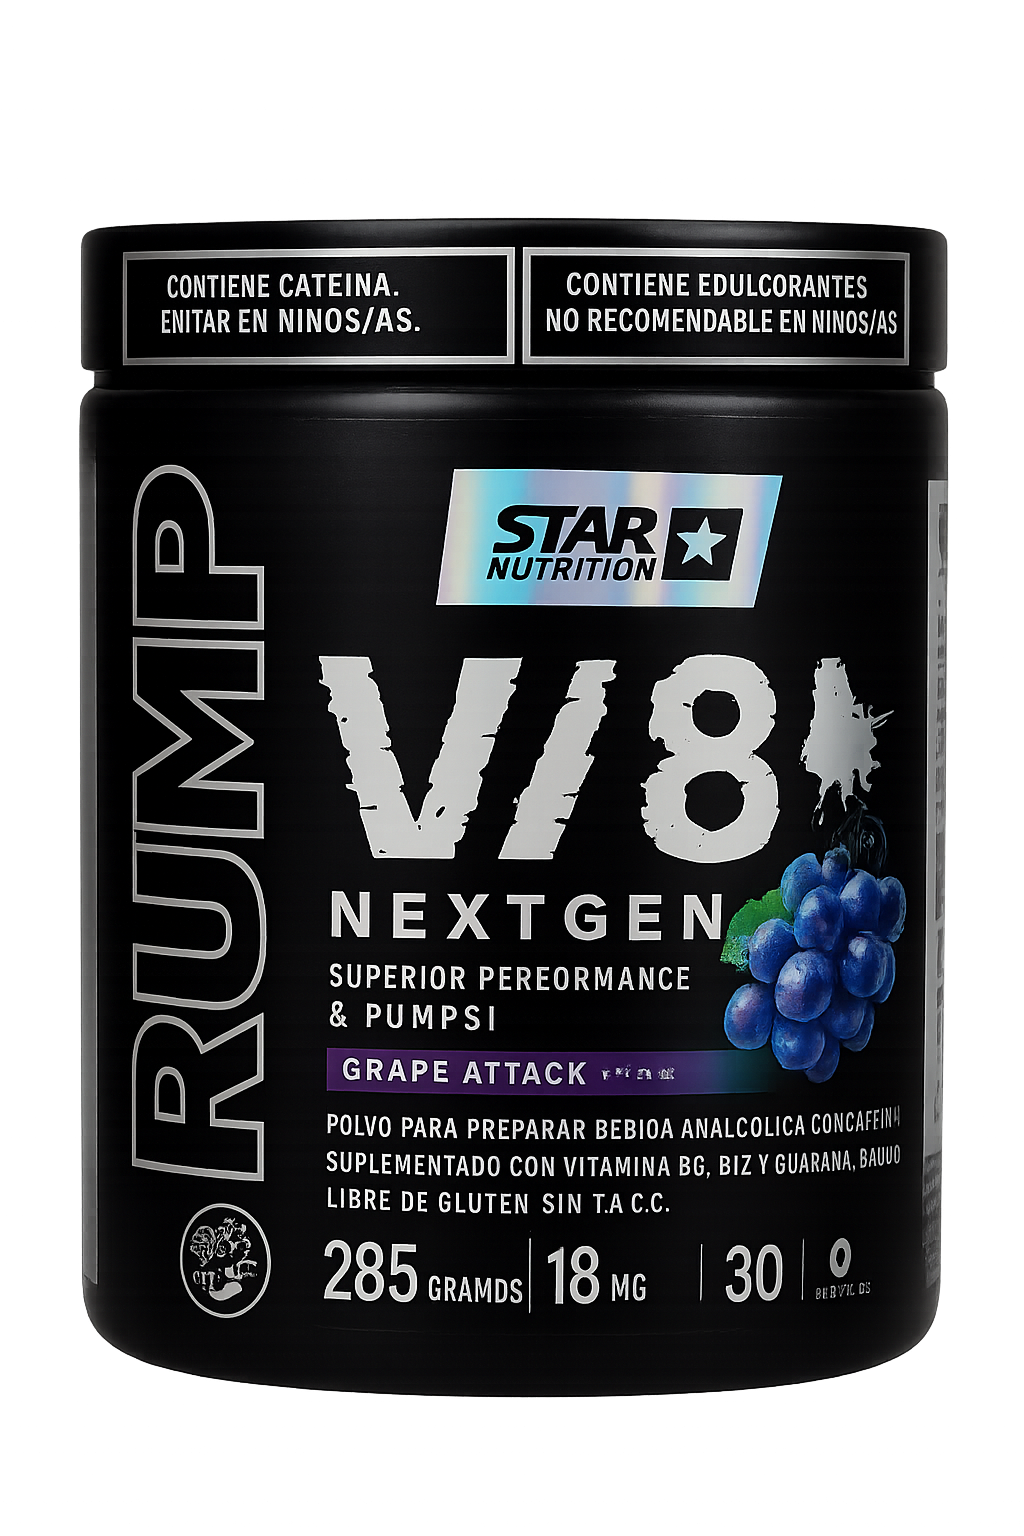 CONTIENE CATEINA.
ENITAR EN NINOS/AS.
CONTIENE EDULCORANTES
NO RECOMENDABLE EN NINOS/AS
STAR
NUTRITION
RUMP
V/8
NEXTGEN
SUPERIOR PEREORMANCE
& PUMPSI
GRAPE ATTACK
POLVO PARA PREPARAR BEBIOA ANALCOLICA
SUPLEMENTADO CON VITAMINA BG, BIZ Y GUARANA, BAUUO
LIBRE DE GLUTEN SIN T.A C.C.
285 GRAMDS
18 MG
30
0